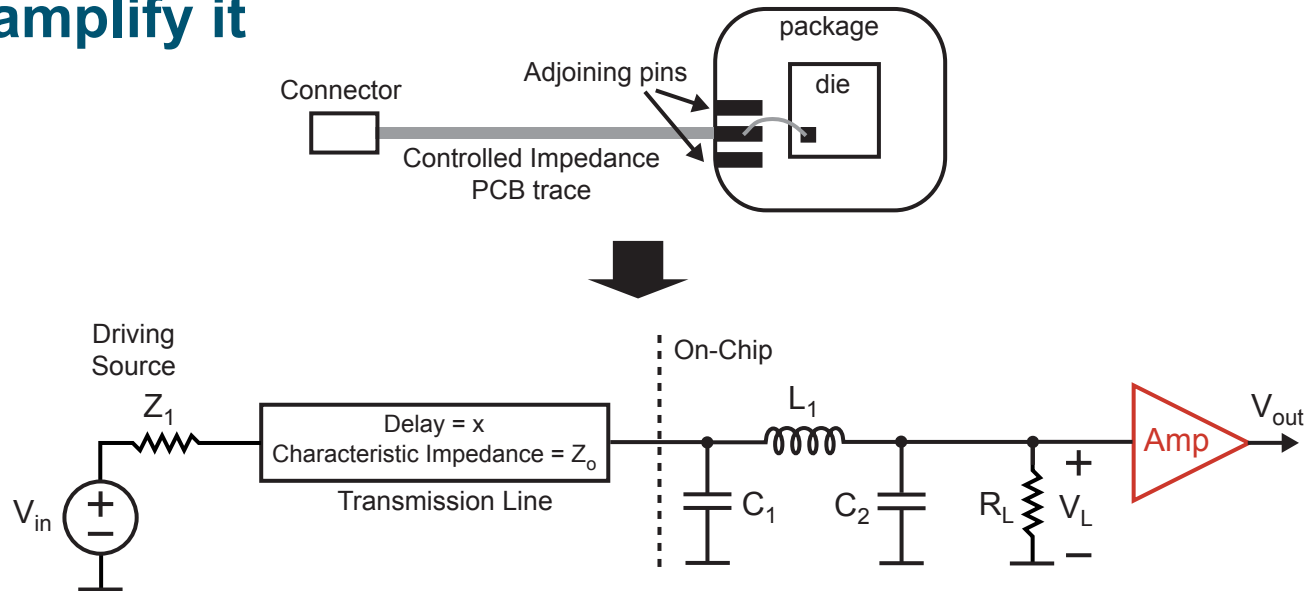 amplify it
package
Adjoining pins
die
Connector
Controlled Impedance
PCB trace
Driving
Source
On-Chip
Z1
Delay = x
Characteristic Impedance = Zo
Transmission Line
L1
Amp
Vout
Vin
+
−
C1
C2
RL
+
VL
−